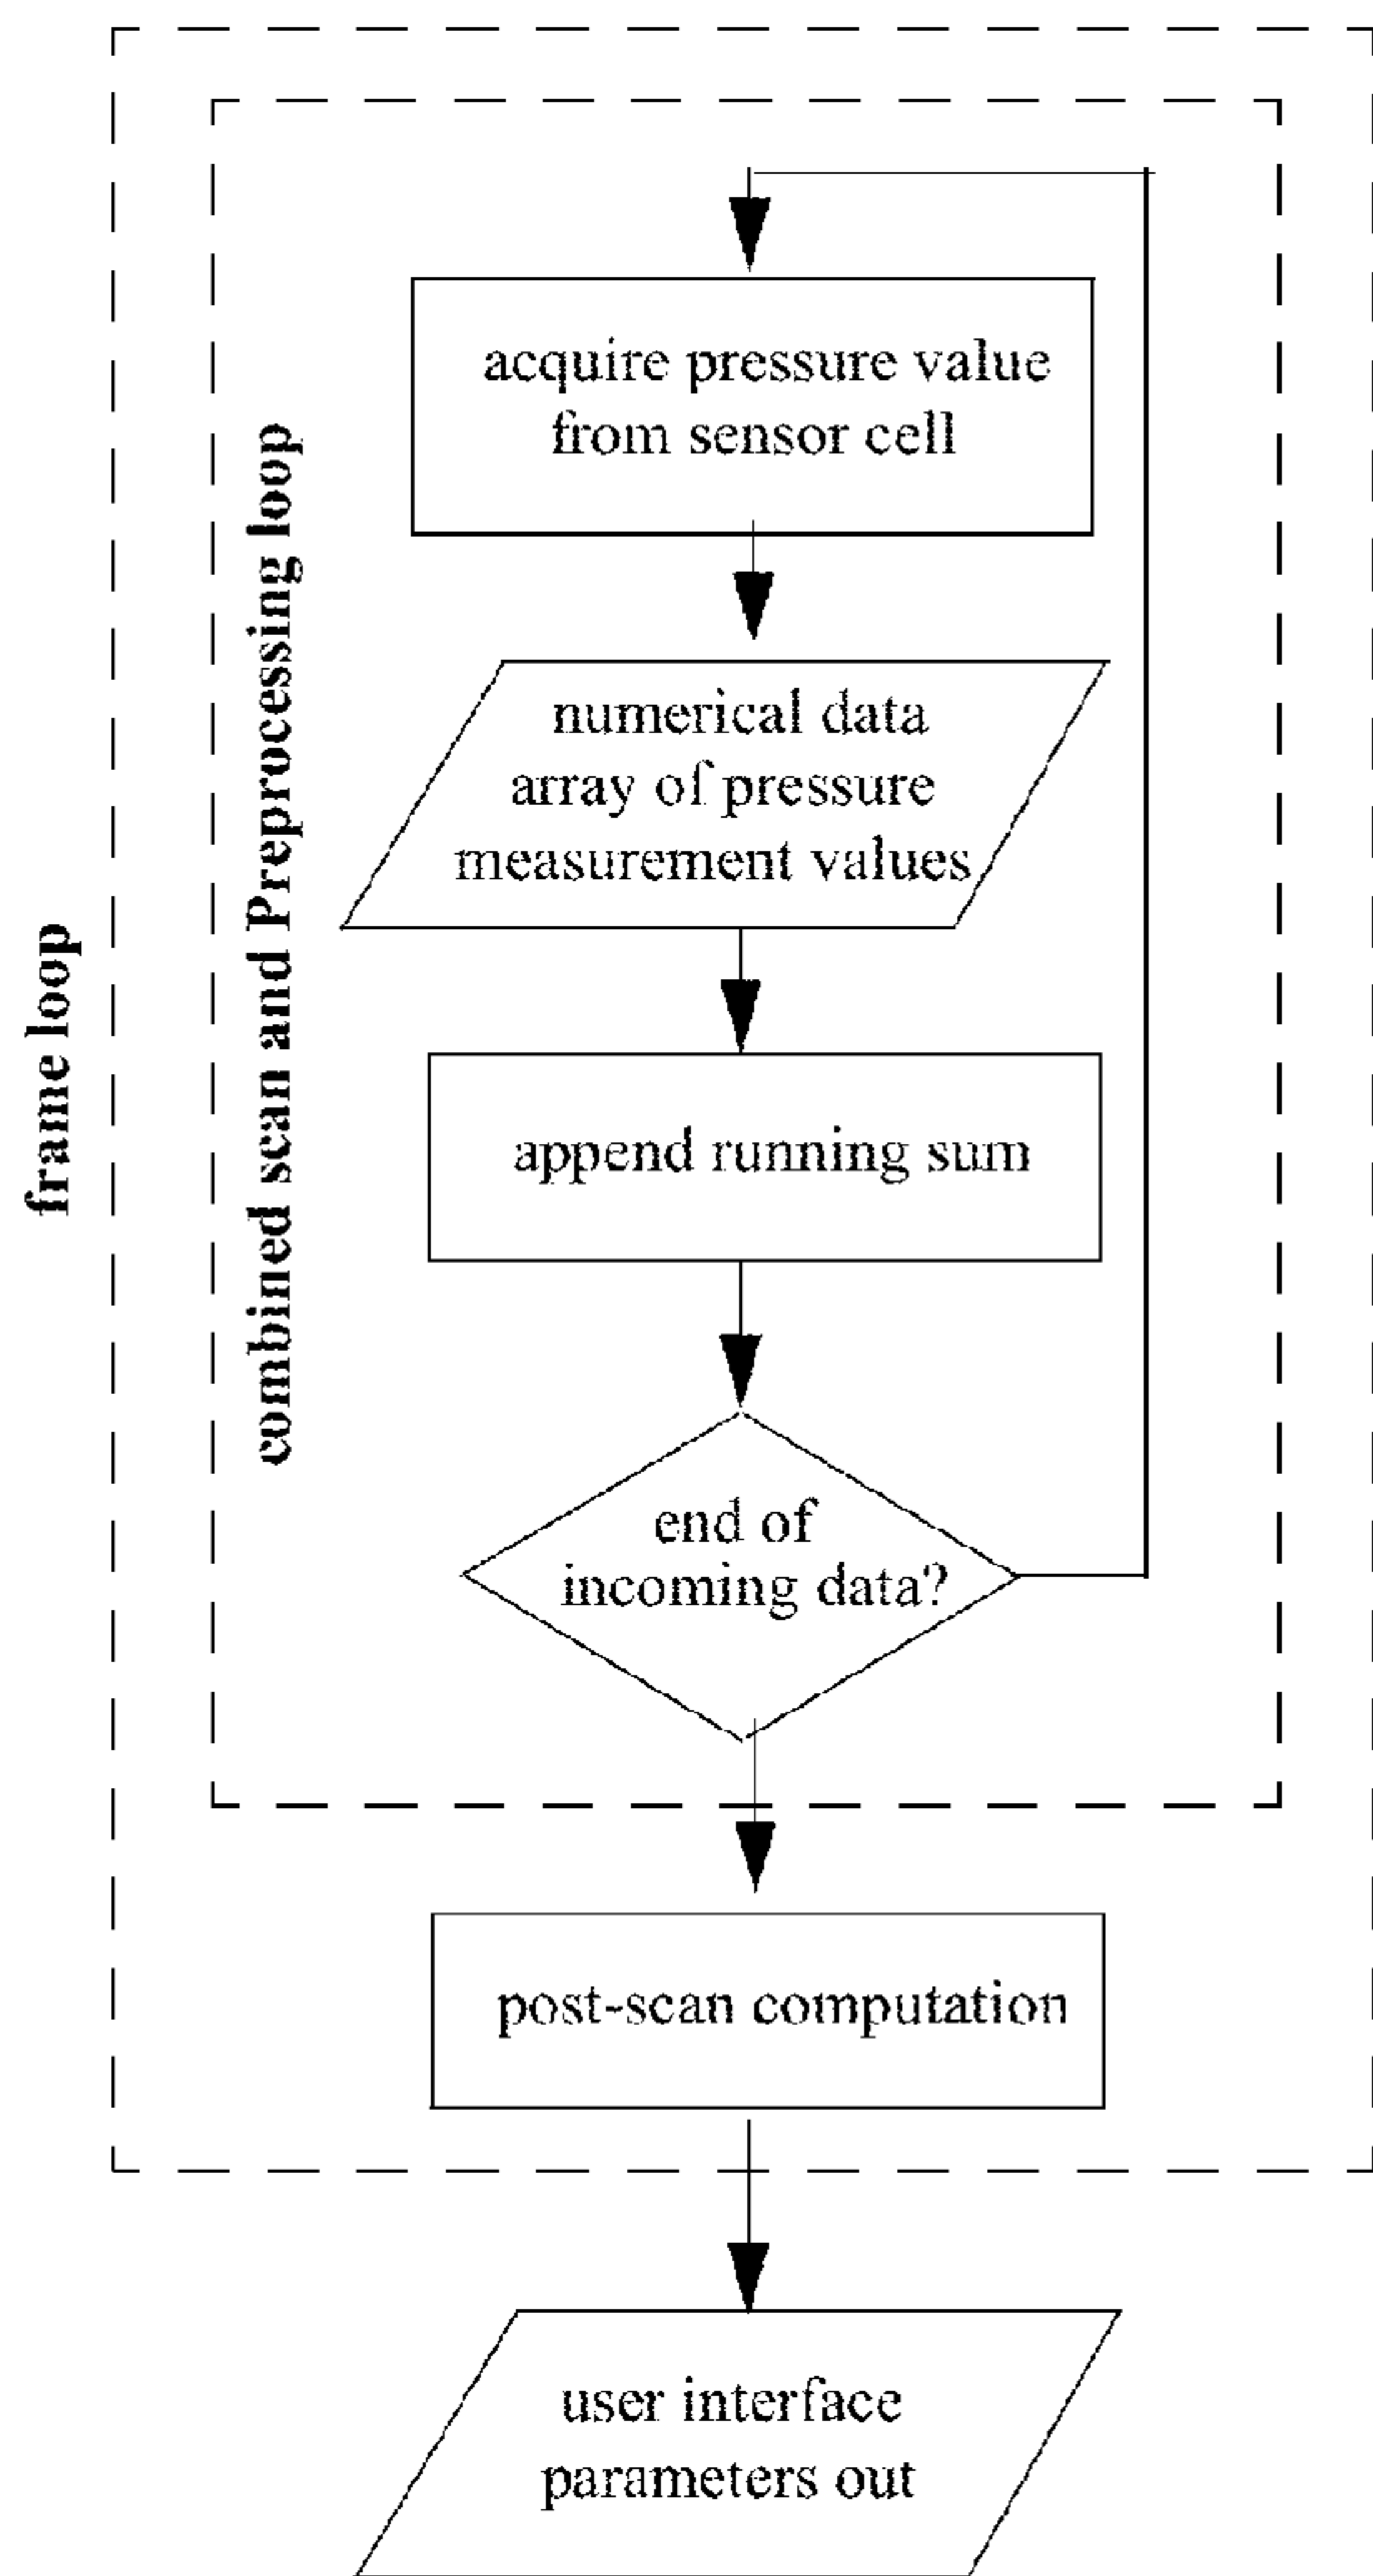 frame loop
combined scan and Preprocessing loop
acquire pressure value
from sensor cell
numerical data
array of pressure
measurement values
append running sum
end of
incoming data?
post-scan computation
user interface
parameters out